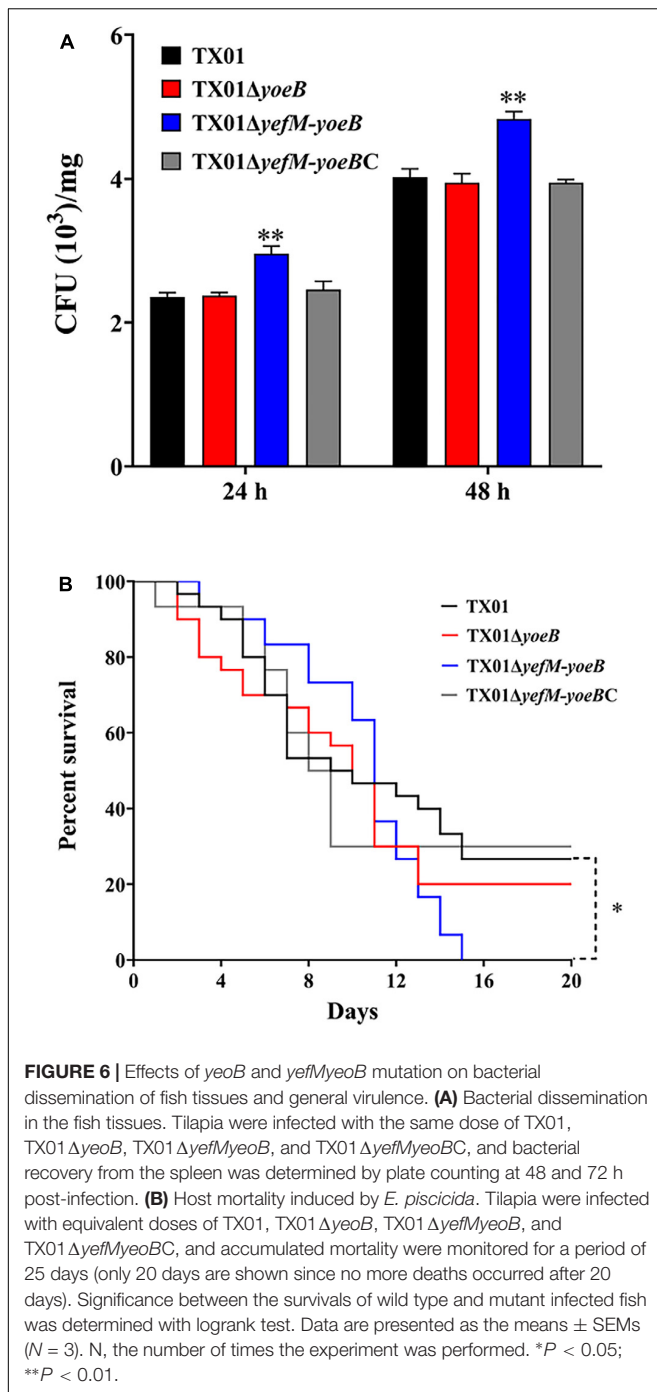 A
6
TX01
TX01ΔyoeB
TX01ΔyefM-yoeB
TX01ΔyefM-yoeBC
**
**
4
2
0
CFU (10³)/mg
24 h
48 h
B
100
80
60
40
20
0
Percent survival
TX01
TX01ΔyoeB
TX01ΔyefM-yoeB
TX01ΔyefM-yoeBC
*
0
4
8
12
16
20
Days
FIGURE 6 | Effects of yeoB and yefMyeoB mutation on bacterial
dissemination of fish tissues and general virulence. (A) Bacterial dissemination
in the fish tissues. Tilapia were infected with the same dose of TX01,
TX01ΔyeoB, TX01ΔyefMyeoB, and TX01ΔyefMyeoBC, and bacterial
recovery from the spleen was determined by plate counting at 48 and 72 h
post-infection. (B) Host mortality induced by E. piscicida. Tilapia were infected
with equivalent doses of TX01, TX01ΔyeoB, TX01ΔyefMyeoB, and
TX01ΔyefMyeoBC, and accumulated mortality were monitored for a period of
25 days (only 20 days are shown since no more deaths occurred after 20
days). Significance between the survivals of wild type and mutant infected fish
was determined with logrank test. Data are presented as the means ± SEMs
(N = 3). N, the number of times the experiment was performed. *P < 0.05;
**P < 0.01.